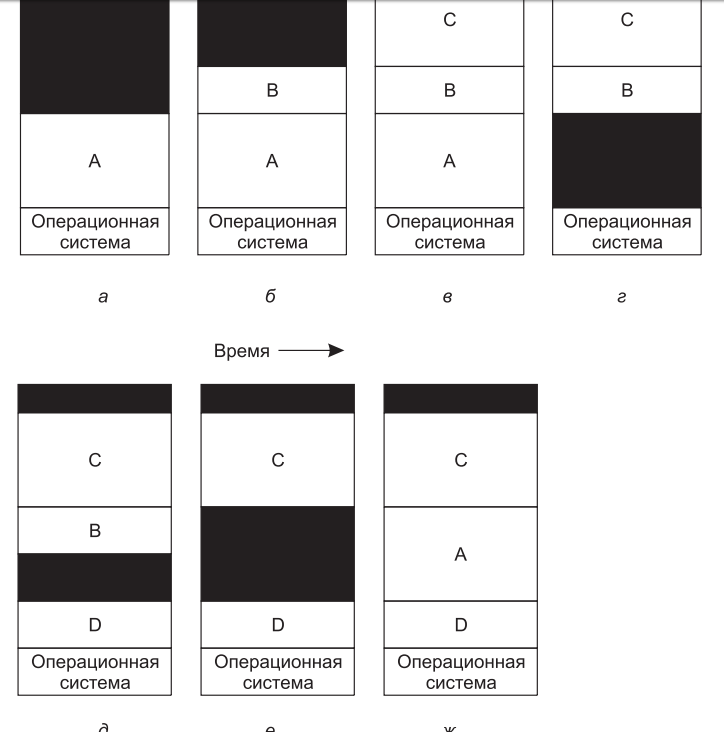 C
C
B
B
B
A
A
A
Операционная
система
Операционная
система
Операционная
система
Операционная
система
а
б
в
г
Время
C
C
C
B
A
D
D
D
Операционная
система
Операционная
система
Операционная
система
д
е
ж